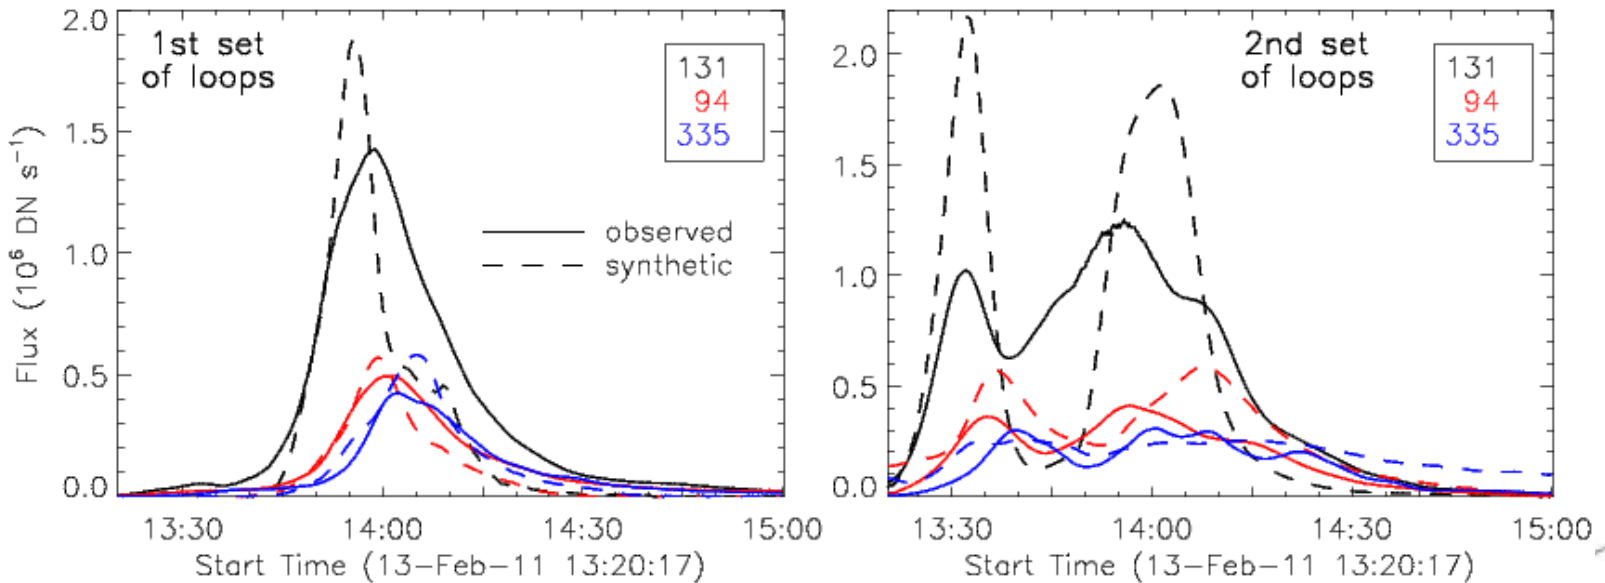 1st set
of loops
131
94
335
observed
synthetic
Flux (10⁶ DN s⁻¹)
2.0
1.5
1.0
0.5
0.0
13:30
14:00
14:30
15:00
Start Time (13-Feb-11 13:20:17)
2nd set
of loops
131
94
335
2.0
1.5
1.0
0.5
0.0
13:30
14:00
14:30
15:00
Start Time (13-Feb-11 13:20:17)